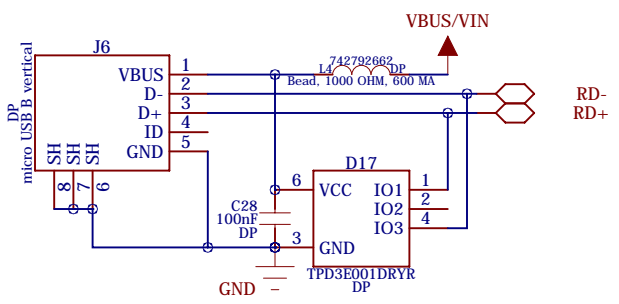 VBUS/VIN
J6
DP
micro USB B vertical
VBUS 1
D- 2
D+ 3
ID 4
GND 5
SH SH SH
8 7 6
742792662
L4 DP
Bead, 1000 OHM, 600 MA
RD-
RD+
D17
6 VCC IO1 1
IO2 2
3 GND IO3 4
TPD3E001DRYR
DP
C28
100nF
DP
GND